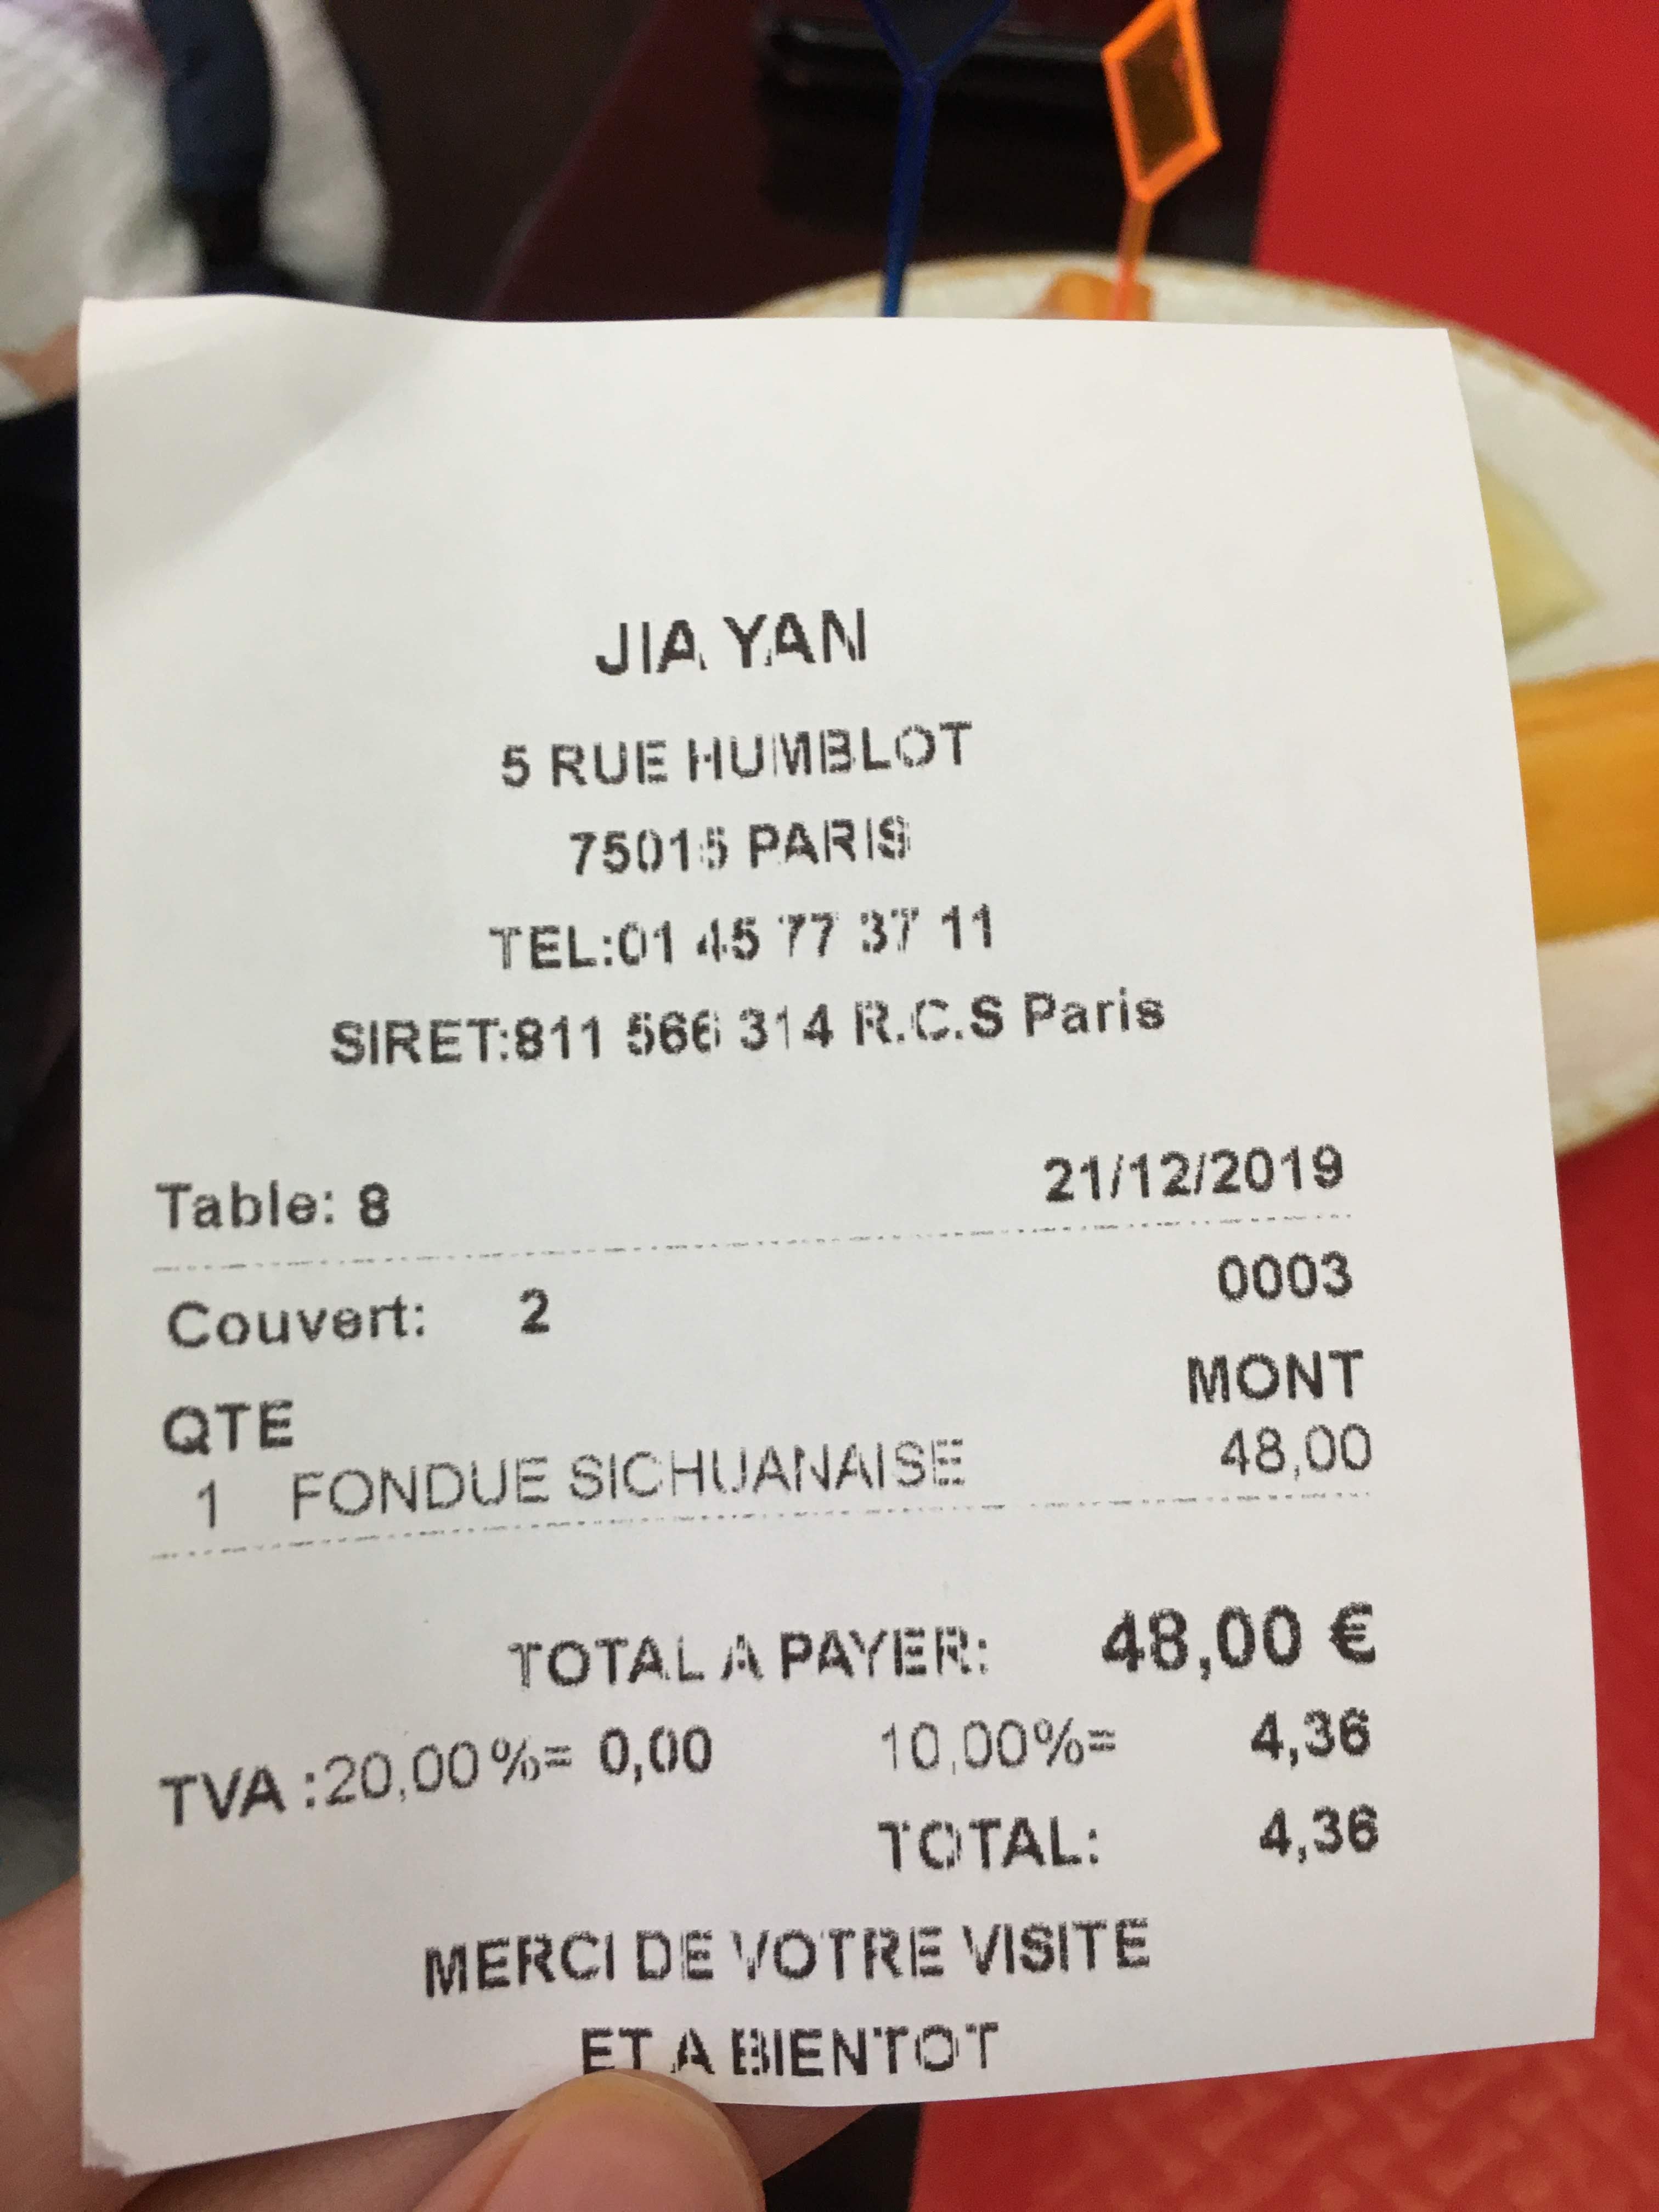 JIA YAN
5 RUE HUMBLOT
75015 PARIS
TEL:01 45 77 37 11
SIRET:811 566 314 R.C.S Paris
Table: 8 21/12/2019
Couvert: 2 0003
QTE MONT
1 FONDUE SICHUANAISE 48,00
TOTAL A PAYER: 48,00 €
TVA :20,00%= 0,00 10,00%= 4,36
TOTAL: 4,36
MERCI DE VOTRE VISITE
ET A BIENTOT